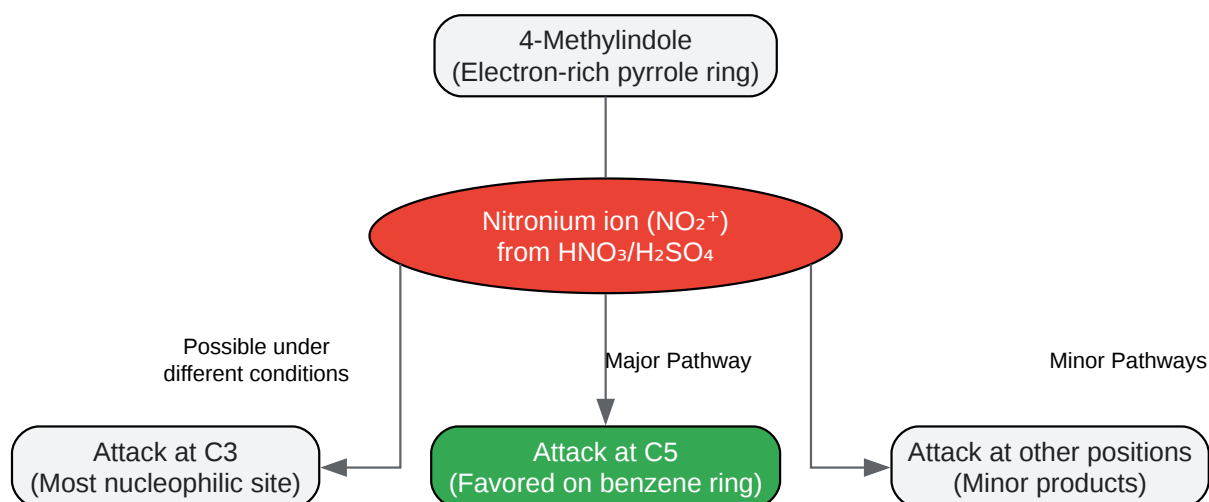 4-Methylindole
(Electron-rich pyrrole ring)
Nitronium ion (NO₂⁺)
from HNO₃/H₂SO₄
Possible under
different conditions
Major Pathway
Minor Pathways
Attack at C3
(Most nucleophilic site)
Attack at C5
(Favored on benzene ring)
Attack at other positions
(Minor products)